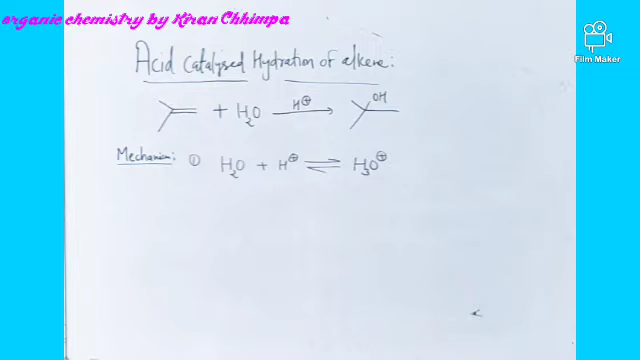 organic chemistry by Kiran Chhimpa
Film Maker
Acid Catalysed Hydration of alkene:
+ H₂O H⊕ → OH
Mechanism: ① H₂O + H⊕ ⇌ H₃O⊕